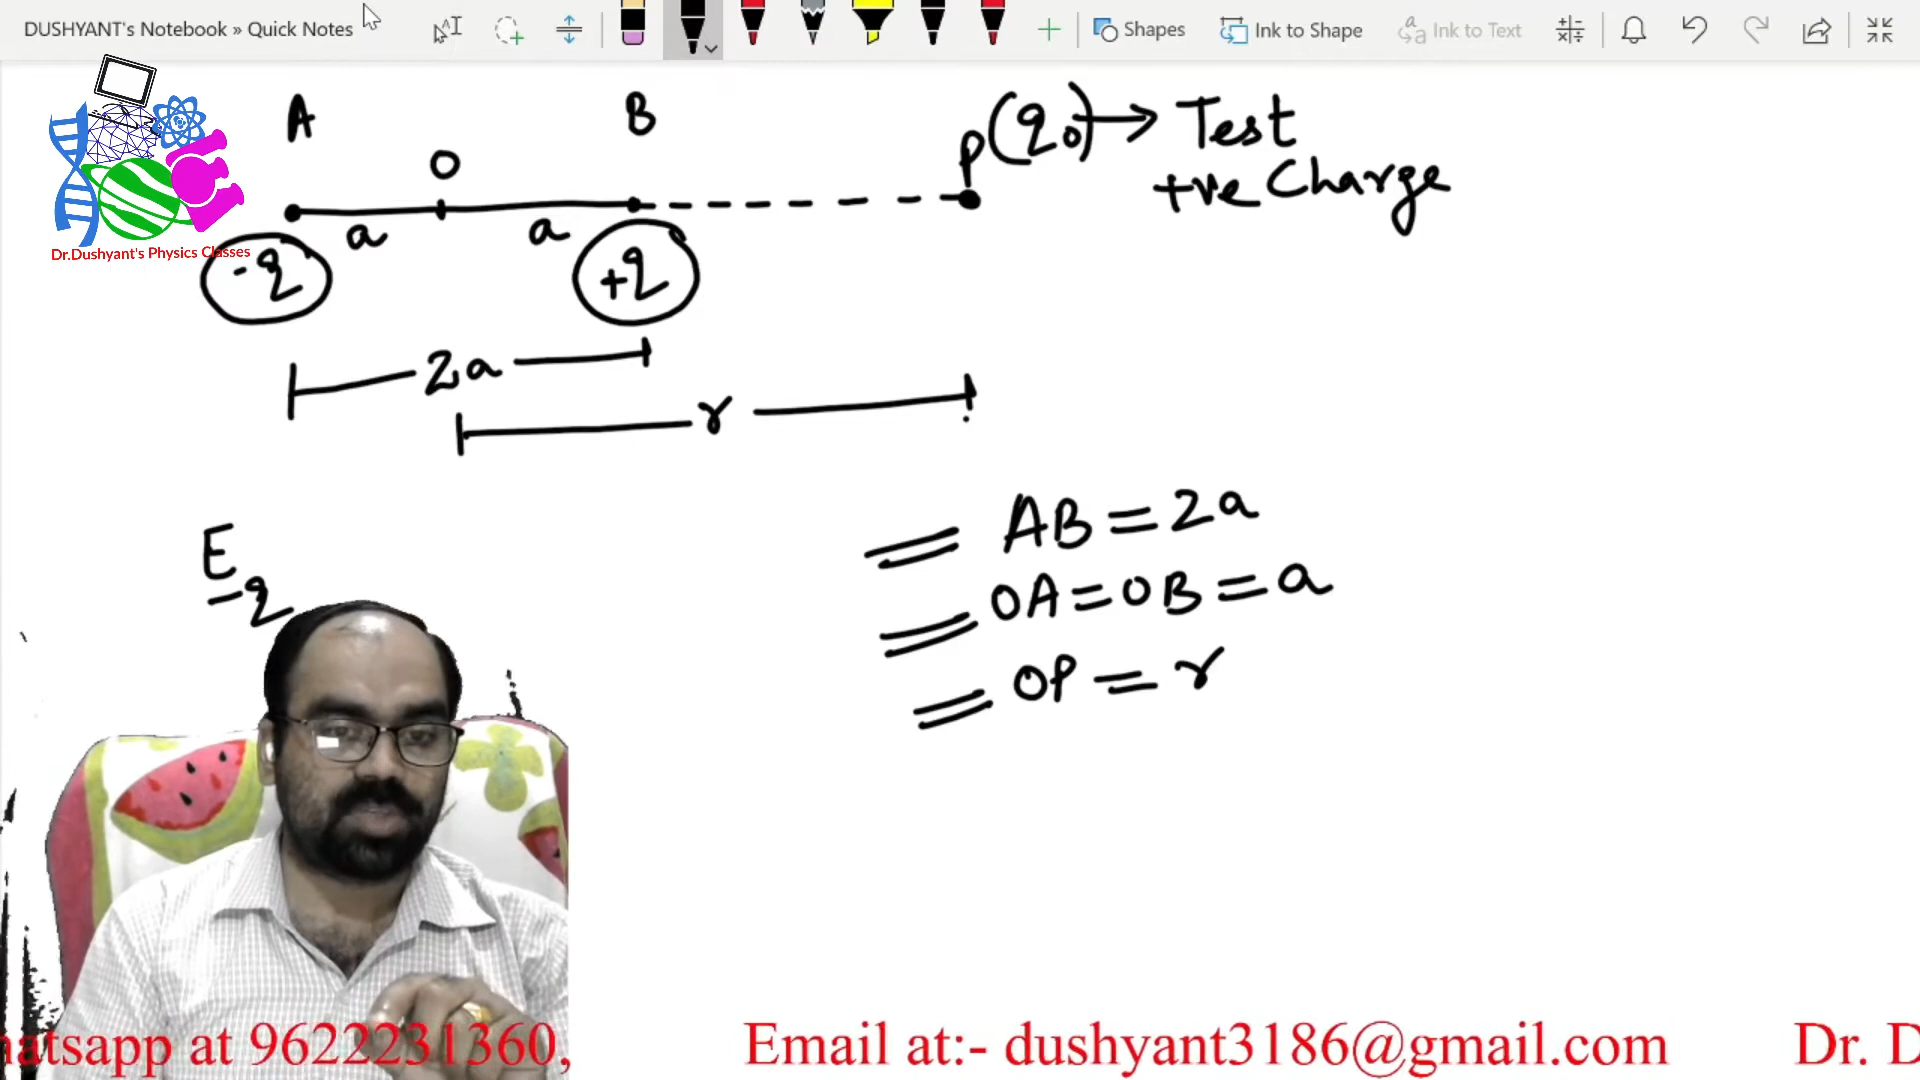 DUSHYANT's Notebook » Quick Notes
Shapes
Ink to Shape
Ink to Text
A
B
O
P (q₀) → Test
+ve Charge
a
a
Dr.Dushyant's Physics Classes
-q
+q
2a
r
E-q
= AB = 2a
= OA = OB = a
= OP = r
atsapp at 9622231360,
Email at:- dushyant3186@gmail.com
Dr. D